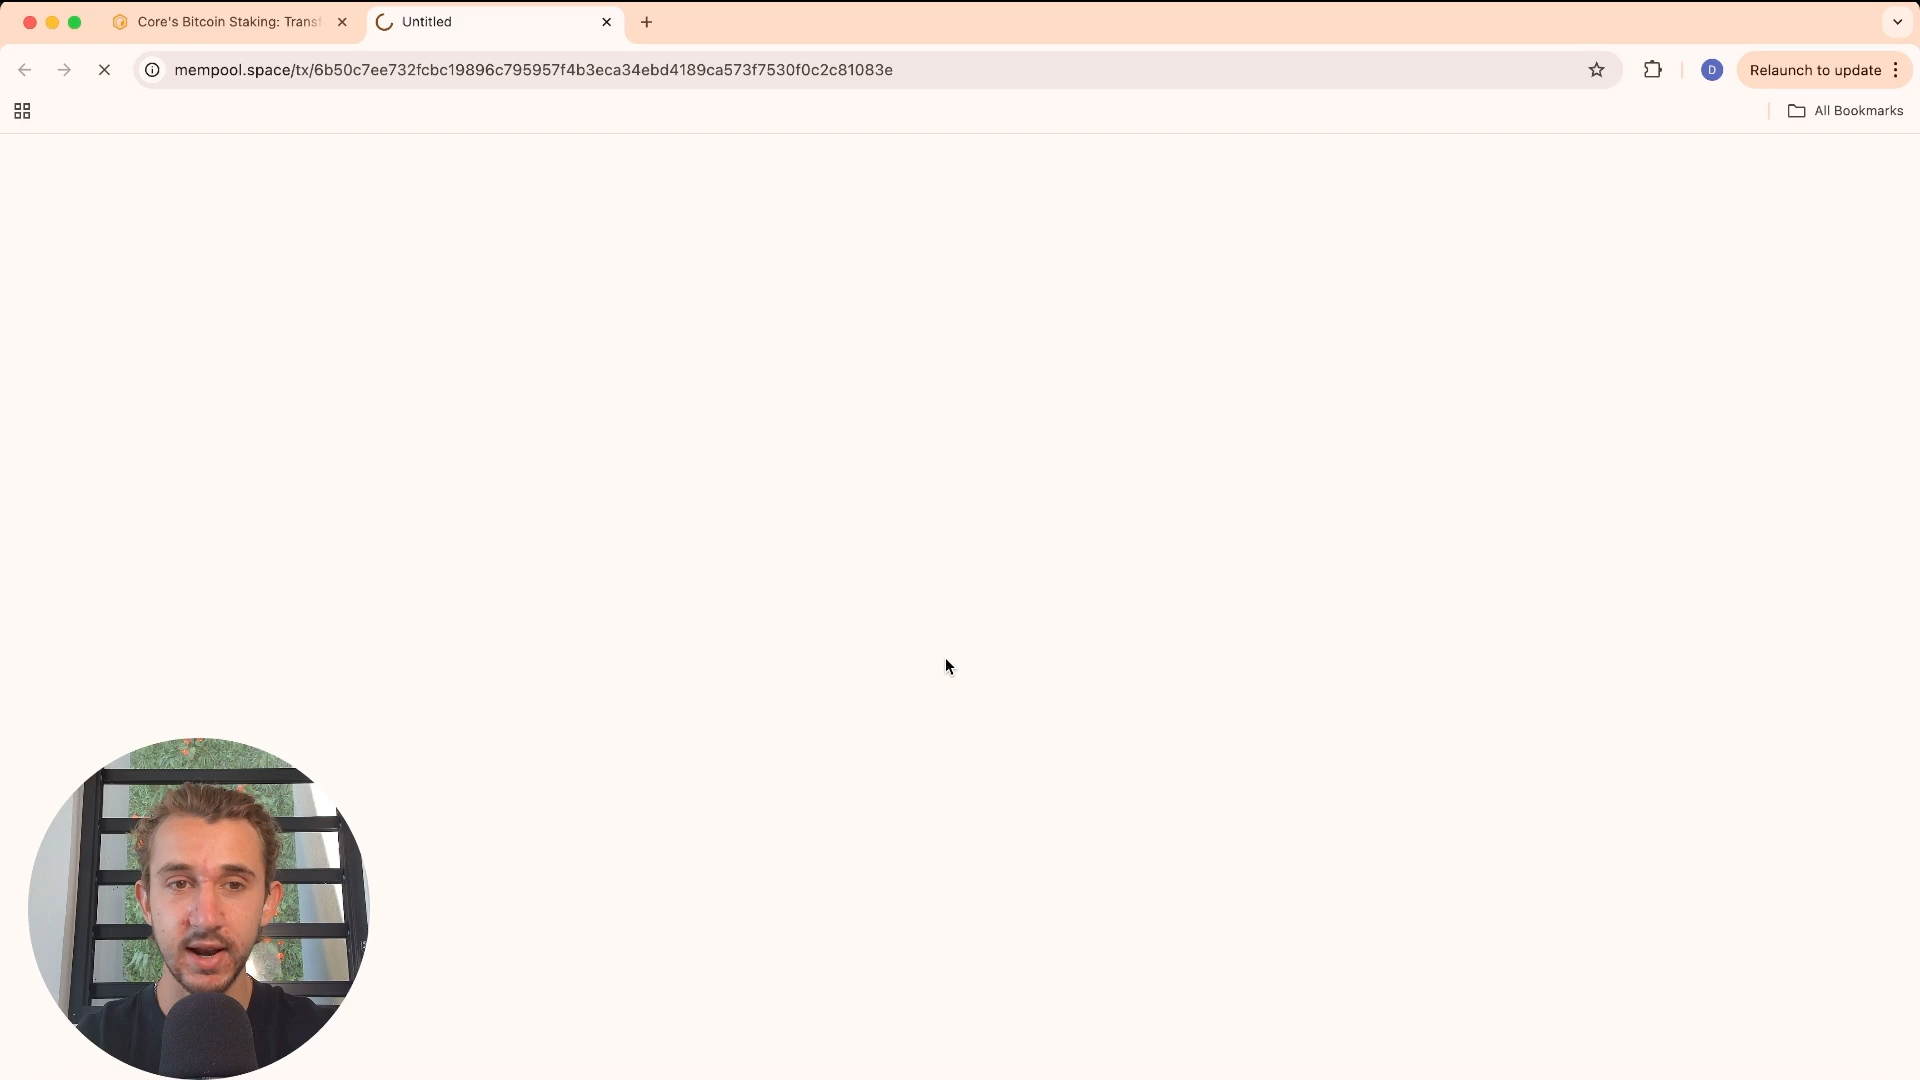 Core's Bitcoin Staking: Transf
Untitled
mempool.space/tx/6b50c7ee732fcbc19896c795957f4b3eca34ebd4189ca573f7530f0c2c81083e
D
Relaunch to update
All Bookmarks